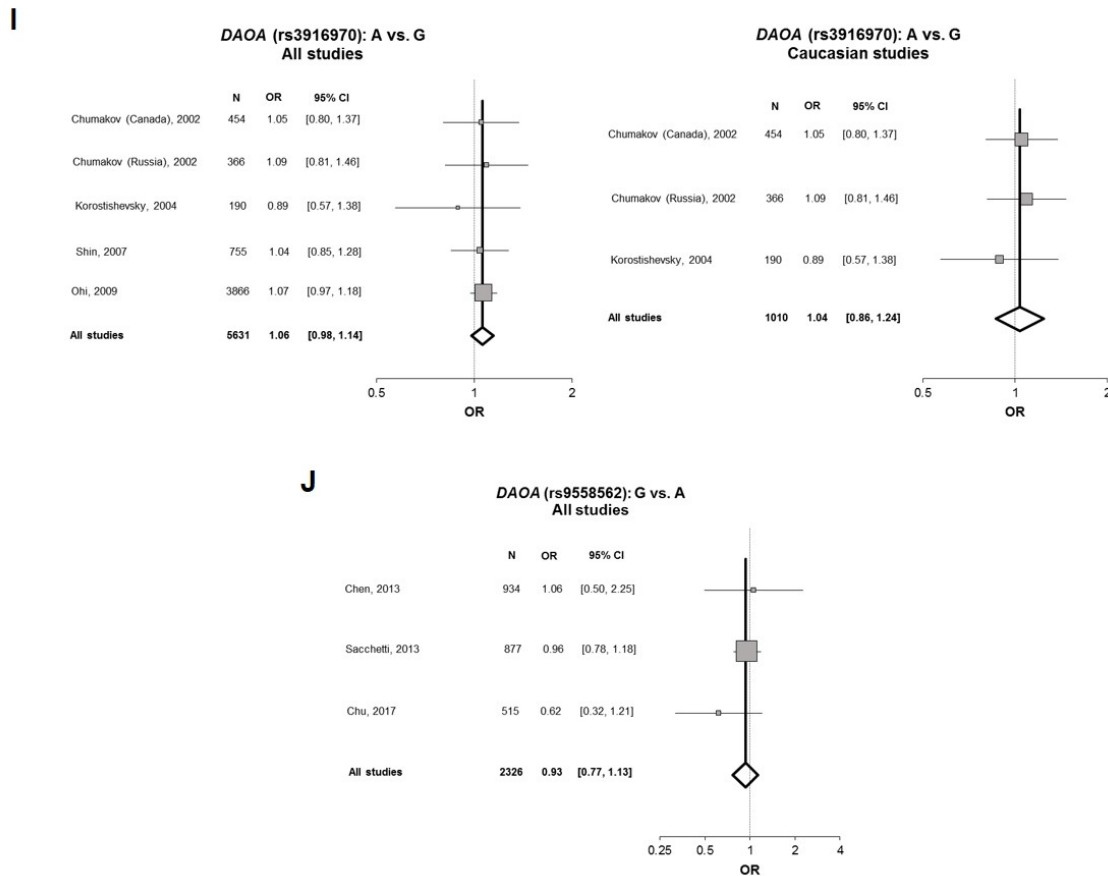 I
DAOA (rs3916970): A vs. G
All studies
N OR 95% CI
Chumakov (Canada), 2002 454 1.05 [0.80, 1.37]
Chumakov (Russia), 2002 366 1.09 [0.81, 1.46]
Korostishevsky, 2004 190 0.89 [0.57, 1.38]
Shin, 2007 755 1.04 [0.85, 1.28]
Ohi, 2009 3866 1.07 [0.97, 1.18]
All studies 5631 1.06 [0.98, 1.14]
0.5 1 2
OR
DAOA (rs3916970): A vs. G
Caucasian studies
N OR 95% CI
Chumakov (Canada), 2002 454 1.05 [0.80, 1.37]
Chumakov (Russia), 2002 366 1.09 [0.81, 1.46]
Korostishevsky, 2004 190 0.89 [0.57, 1.38]
All studies 1010 1.04 [0.86, 1.24]
0.5 1 2
OR
J
DAOA (rs9558562): G vs. A
All studies
N OR 95% CI
Chen, 2013 934 1.06 [0.50, 2.25]
Sacchetti, 2013 877 0.96 [0.78, 1.18]
Chu, 2017 515 0.62 [0.32, 1.21]
All studies 2326 0.93 [0.77, 1.13]
0.25 0.5 1 2 4
OR